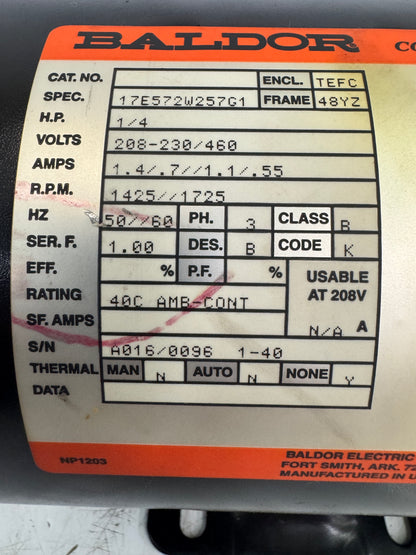 BALDOR
CAT. NO. ENCL. TEFC
SPEC. 17E572W257G1 FRAME 48YZ
H.P. 1/4
VOLTS 208-230/460
AMPS 1.4/.7//1.1/.55
R.P.M. 1425//1725
HZ 50//60 PH. 3 CLASS B
SER. F. 1.00 DES. B CODE K
EFF. % P.F. % USABLE AT 208V
RATING 40C AMB-CONT
SF. AMPS N/A A
S/N A016/0096 1-40
THERMAL MAN N AUTO N NONE Y
DATA
NP1203 BALDOR ELECTRIC
FORT SMITH, ARK. 72
MANUFACTURED IN U